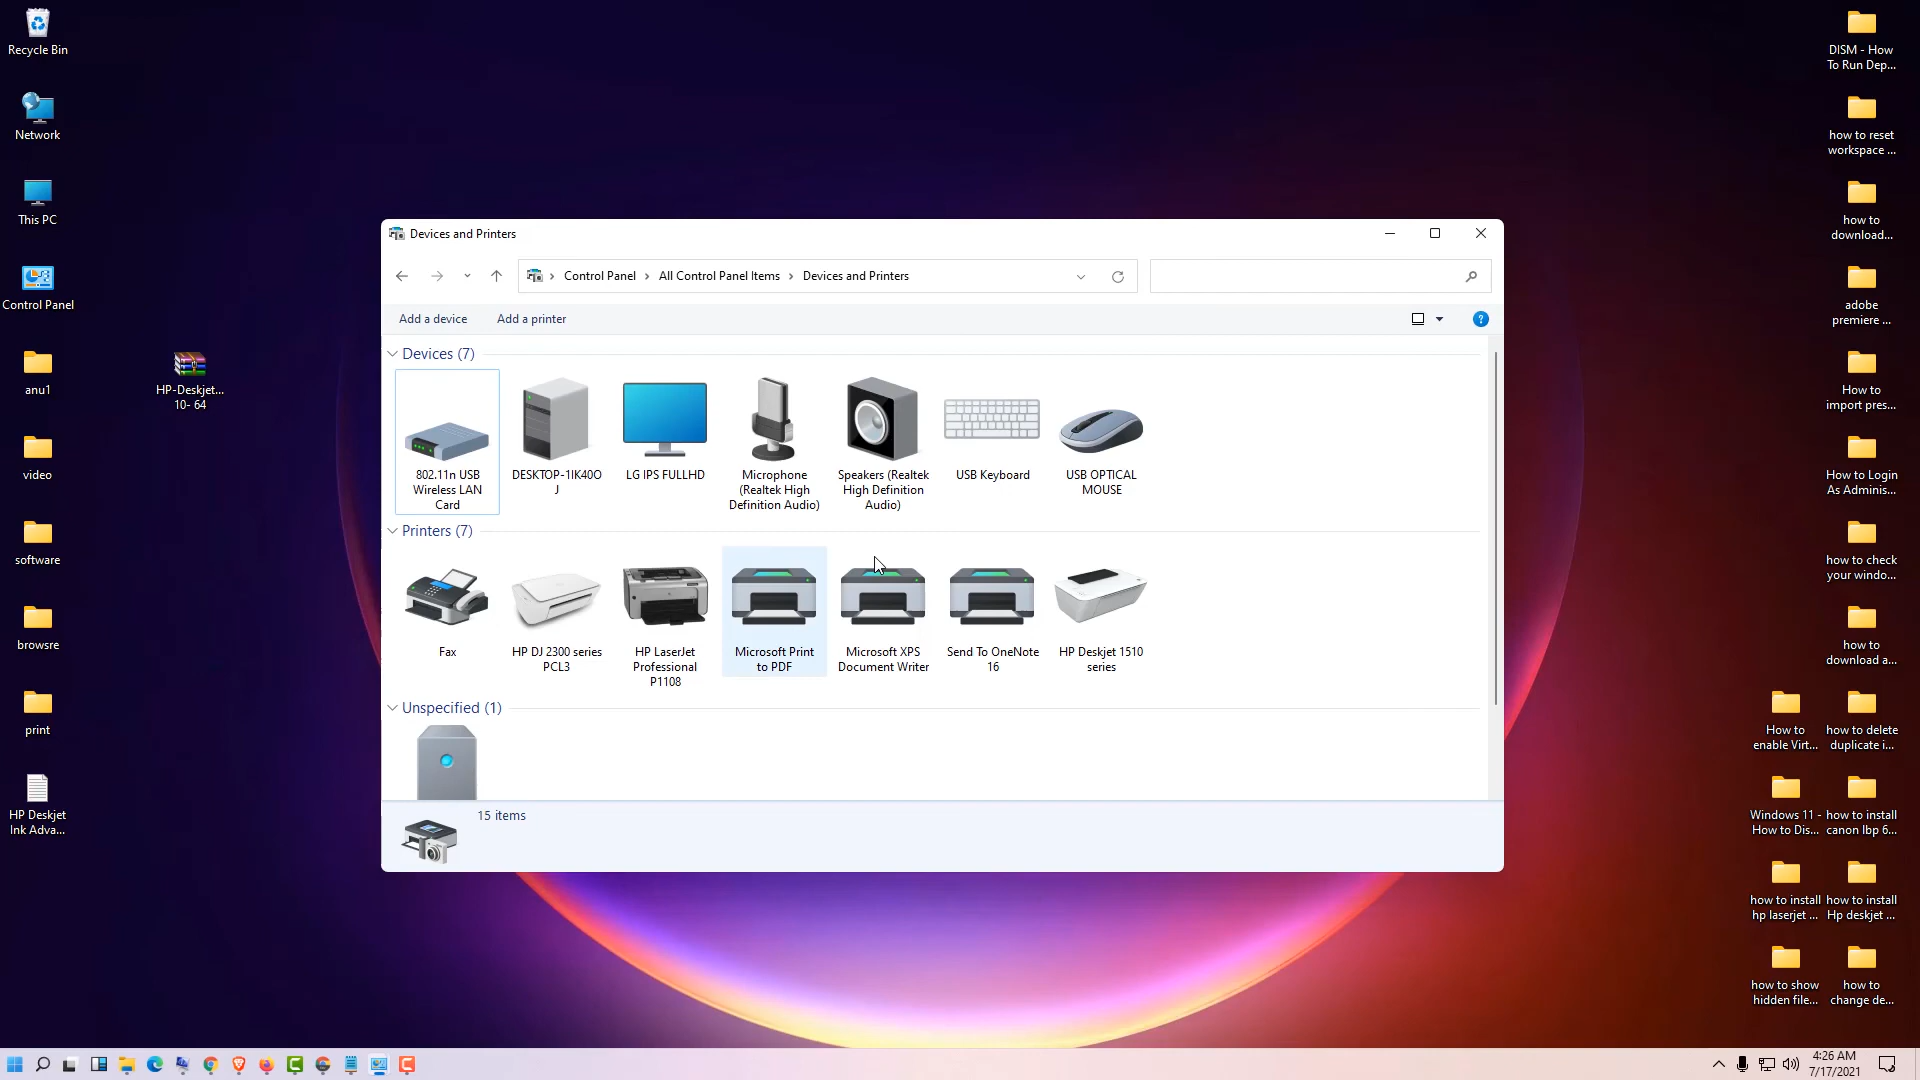 Recycle Bin
Network
This PC
Control Panel
anu1
video
software
browsre
print
HP Deskjet
Ink Adva...
HP-Deskjet...
10- 64
Devices and Printers
Control Panel
All Control Panel Items
Devices and Printers
Add a device
Add a printer
Devices (7)
802.11n USB
Wireless LAN
Card
DESKTOP-1IK40O
J
LG IPS FULLHD
Microphone
(Realtek High
Definition Audio)
Speakers (Realtek
High Definition
Audio)
USB Keyboard
USB OPTICAL
MOUSE
Printers (7)
Fax
HP DJ 2300 series
PCL3
HP LaserJet
Professional
P1108
Microsoft Print
to PDF
Microsoft XPS
Document Writer
Send To OneNote
16
HP Deskjet 1510
series
Unspecified (1)
15 items
DISM - How
To Run Dep...
how to reset
workspace ...
how to
download...
adobe
premiere ...
How to
import pres...
How to Login
As Adminis...
how to check
your windo...
how to
download a...
How to
enable Virt...
how to delete
duplicate i...
Windows 11 -
How to Dis...
how to install
canon lbp 6...
how to install
hp laserjet ...
how to install
Hp deskjet ...
how to show
hidden file...
how to
change de...
4:26 AM
7/17/2021